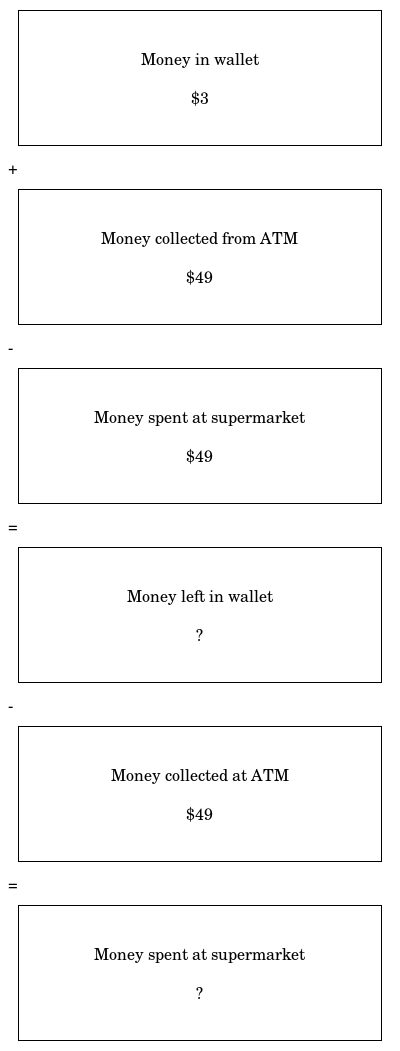 Money in wallet
$3
+
Money collected from ATM
$49
-
Money spent at supermarket
$49
=
Money left in wallet
?
-
Money collected at ATM
$49
=
Money spent at supermarket
?